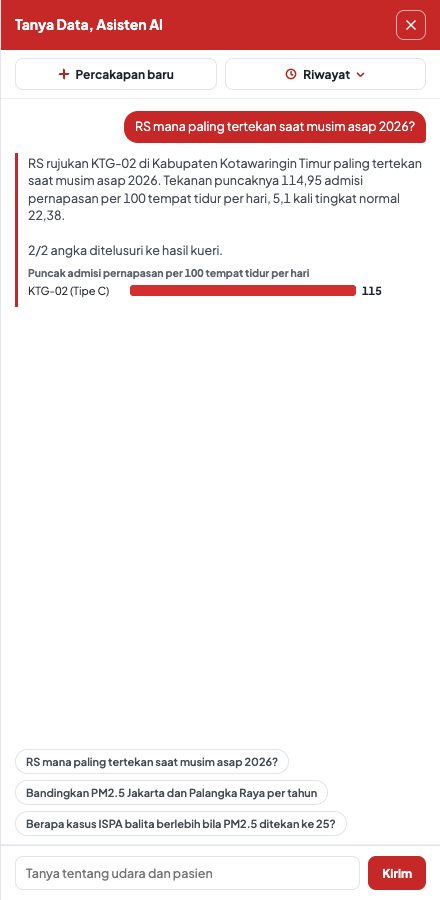 Tanya Data, Asisten AI
Percakapan baru
Riwayat
RS mana paling tertekan saat musim asap 2026?
RS rujukan KTG-02 di Kabupaten Kotawaringin Timur paling tertekan
saat musim asap 2026. Tekanan puncaknya 114,95 admisi
pernapasan per 100 tempat tidur per hari, 5,1 kali tingkat normal
22,38.
2/2 angka ditelusuri ke hasil kueri.
Puncak admisi pernapasan per 100 tempat tidur per hari
KTG-02 (Tipe C) 115
RS mana paling tertekan saat musim asap 2026?
Bandingkan PM2.5 Jakarta dan Palangka Raya per tahun
Berapa kasus ISPA balita berlebih bila PM2.5 ditekan ke 25?
Tanya tentang udara dan pasien
Kirim